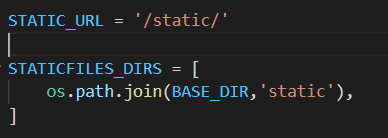 STATIC_URL = '/static/'
STATICFILES_DIRS = [
    os.path.join(BASE_DIR,'static'),
]